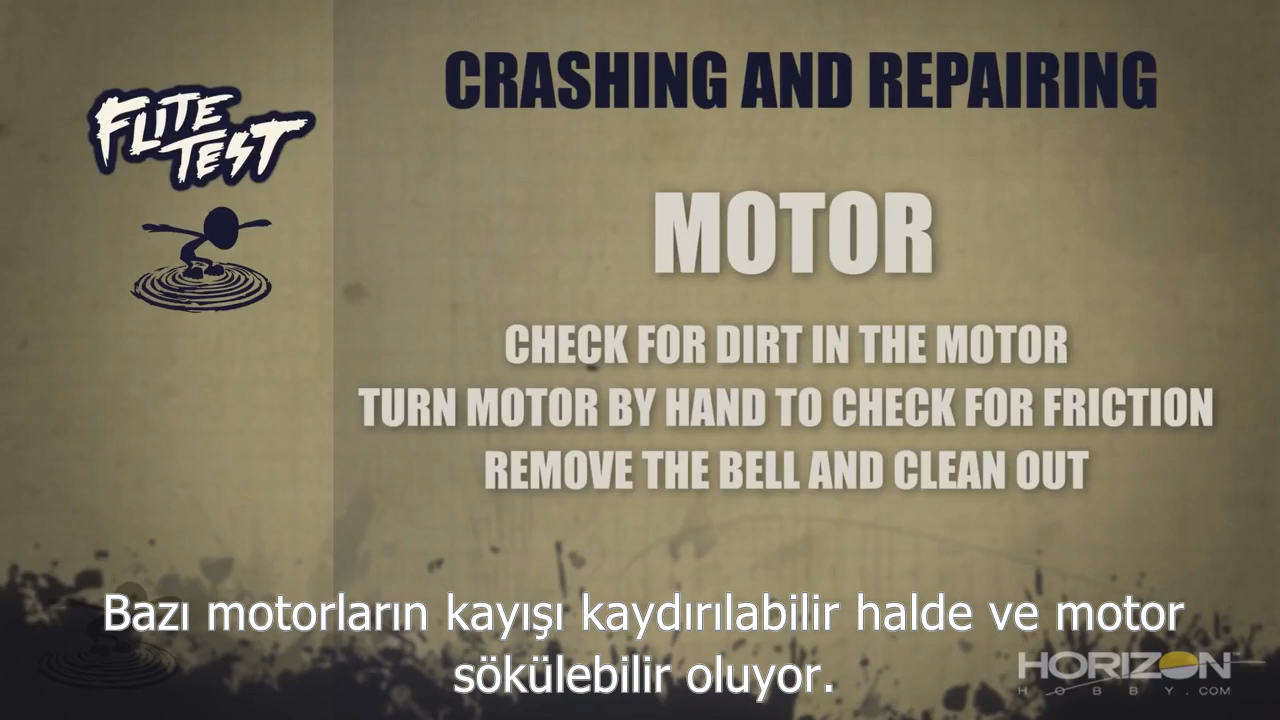 FLITE
TEST
CRASHING AND REPAIRING
MOTOR
CHECK FOR DIRT IN THE MOTOR
TURN MOTOR BY HAND TO CHECK FOR FRICTION
REMOVE THE BELL AND CLEAN OUT
Bazı motorların kayışı kaydırılabilir halde ve motor
sökülebilir oluyor.
HORIZON
HOBBY.COM